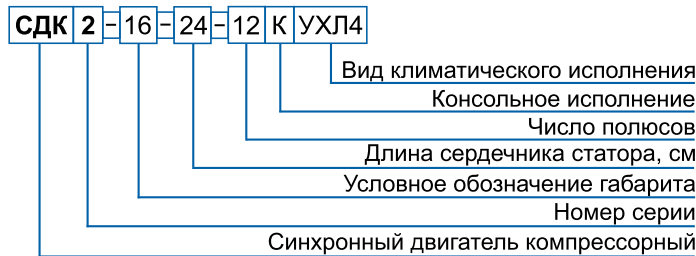 СДК 2-16-24-12 К УХЛ4
Вид климатического исполнения
Консольное исполнение
Число полюсов
Длина сердечника статора, см
Условное обозначение габарита
Номер серии
Синхронный двигатель компрессорный